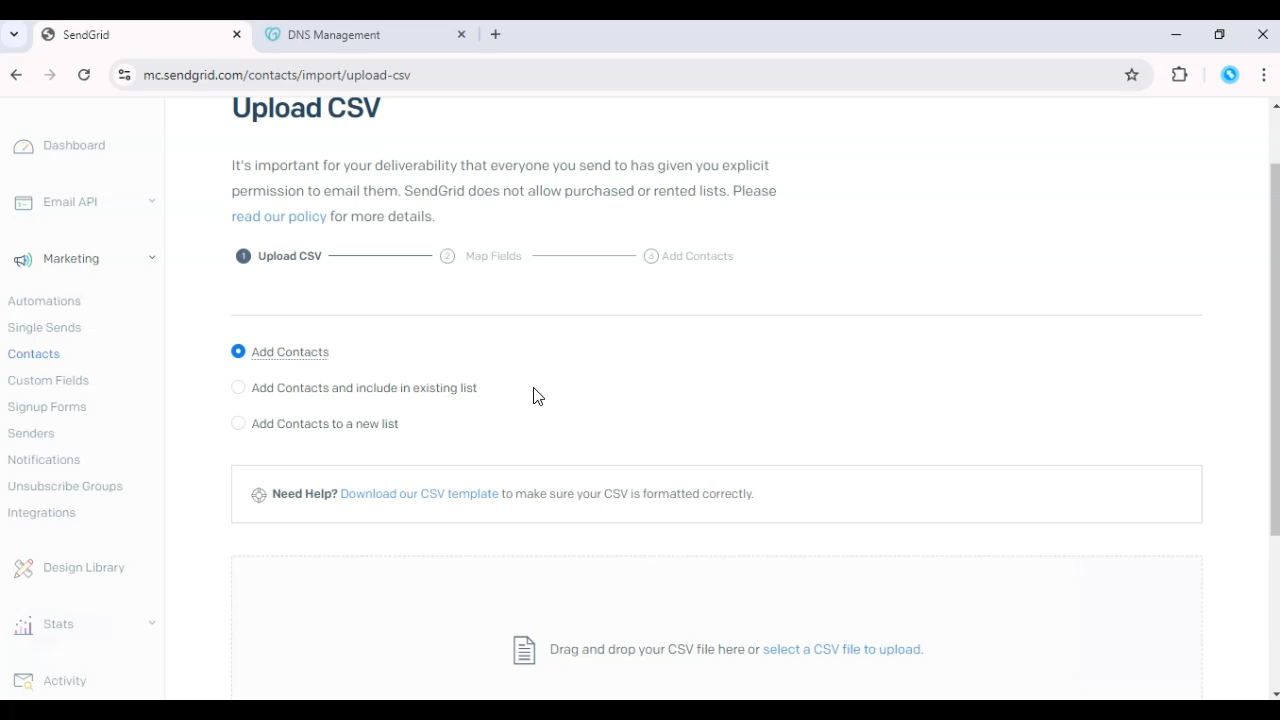 SendGrid
DNS Management
mc.sendgrid.com/contacts/import/upload-csv
Dashboard
Email API
Marketing
Automations
Single Sends
Contacts
Custom Fields
Signup Forms
Senders
Notifications
Unsubscribe Groups
Integrations
Design Library
Stats
Activity
Upload CSV
It's important for your deliverability that everyone you send to has given you explicit
permission to email them. SendGrid does not allow purchased or rented lists. Please
read our policy for more details.
1 Upload CSV 2 Map Fields 3 Add Contacts
Add Contacts
Add Contacts and include in existing list
Add Contacts to a new list
Need Help? Download our CSV template to make sure your CSV is formatted correctly.
Drag and drop your CSV file here or select a CSV file to upload.